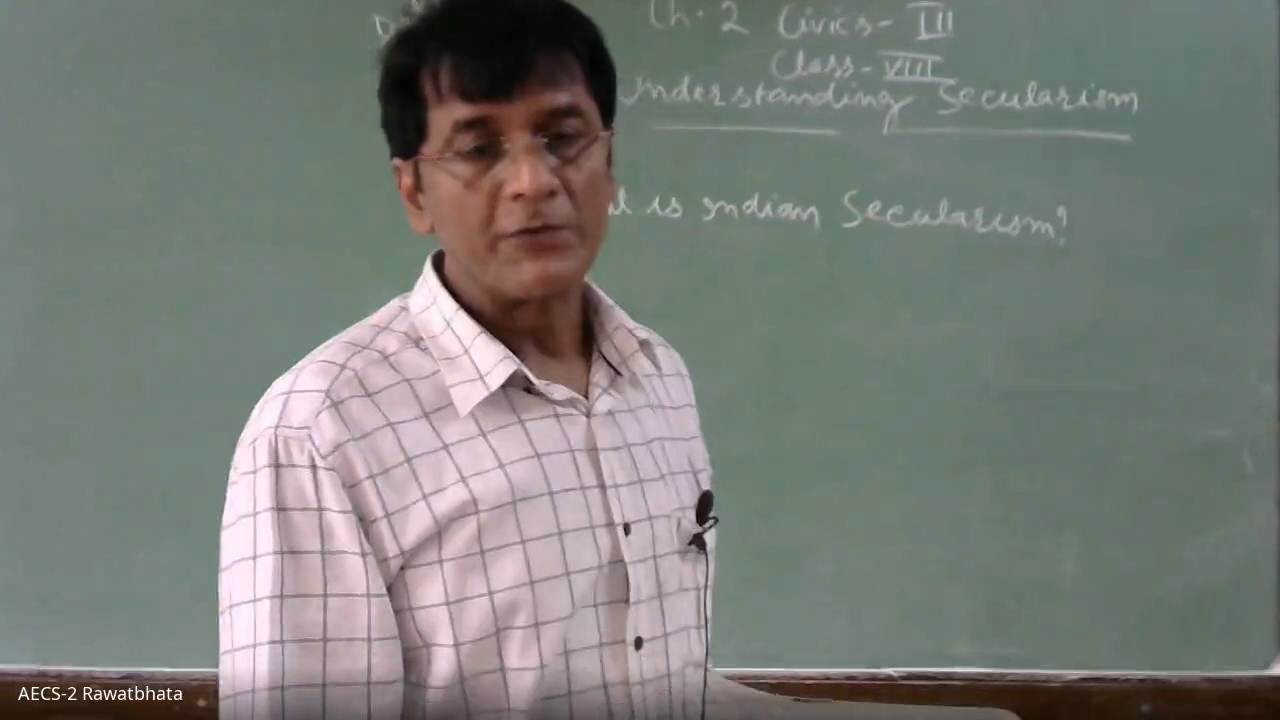 Ch. 2 Civics- III
Class- VIII
Understanding Secularism
is Indian Secularism?
AECS-2 Rawatbhata